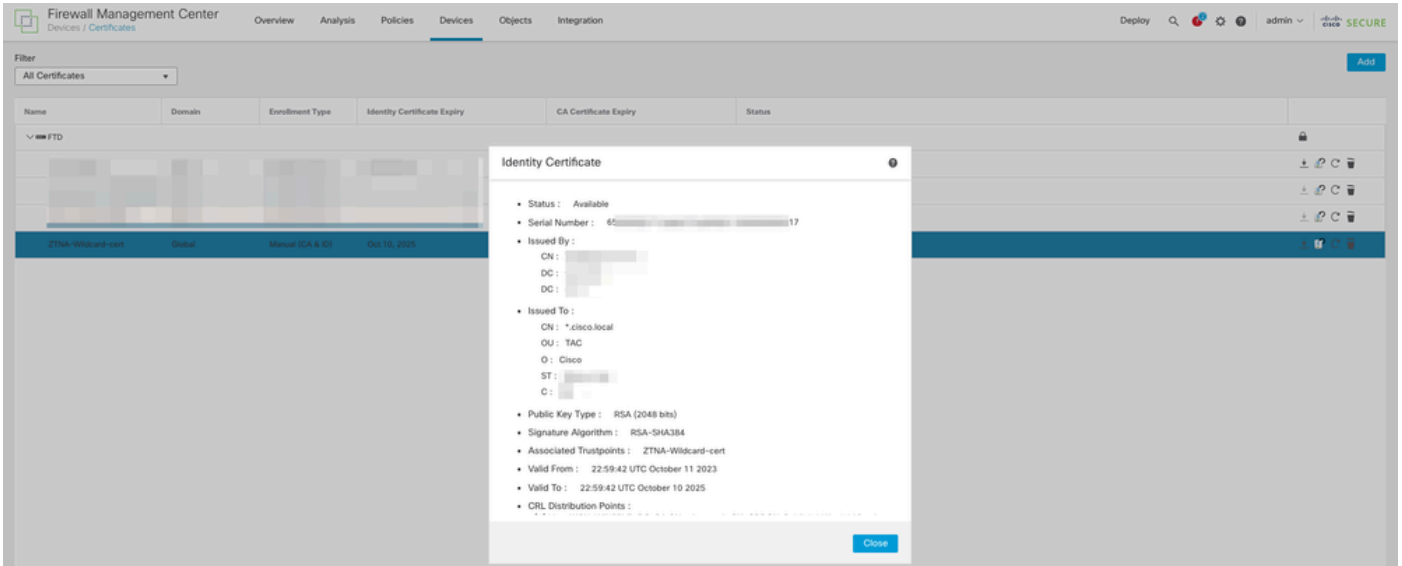 Firewall Management Center
Devices / Certificates
Overview Analysis Policies Devices Objects Integration
Deploy admin cisco SECURE
Filter
All Certificates
Add
Name Domain Enrollment Type Identity Certificate Expiry CA Certificate Expiry Status
FTD
ZTNA-Wildcard-cert Global Manual (CA & ID) Oct 10, 2025
Identity Certificate
• Status : Available
• Serial Number : 65 17
• Issued By :
CN :
DC :
DC :
• Issued To :
CN : *.cisco.local
OU : TAC
O : Cisco
ST :
C :
• Public Key Type : RSA (2048 bits)
• Signature Algorithm : RSA-SHA384
• Associated Trustpoints : ZTNA-Wildcard-cert
• Valid From : 22:59:42 UTC October 11 2023
• Valid To : 22:59:42 UTC October 10 2025
• CRL Distribution Points :
Close